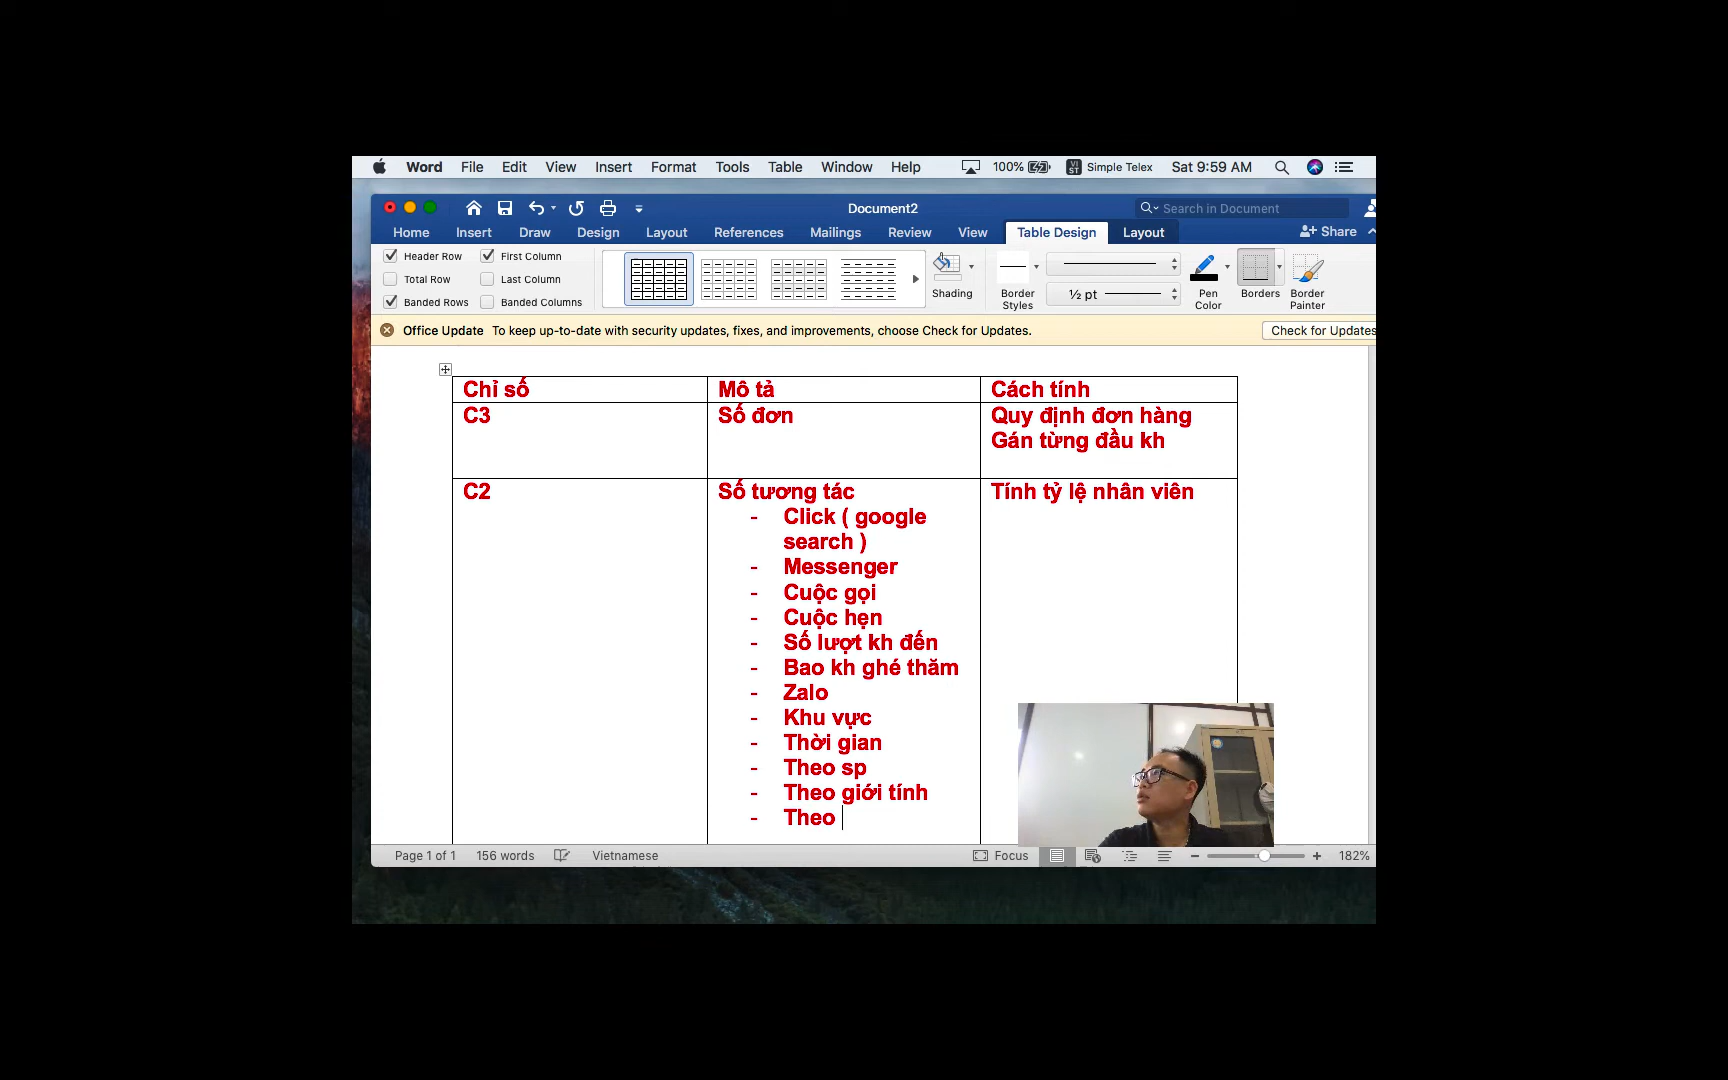 Word File Edit View Insert Format Tools Table Window Help 100% VI ST Simple Telex Sat 9:59 AM
Document2 Search in Document
Home Insert Draw Design Layout References Mailings Review View Table Design Layout Share
Header Row First Column
Total Row Last Column
Banded Rows Banded Columns
Shading Border Styles ½ pt Pen Color Borders Border Painter
Office Update To keep up-to-date with security updates, fixes, and improvements, choose Check for Updates. Check for Updates
Chỉ số Mô tả Cách tính
C3 Số đơn Quy định đơn hàng
Gán từng đầu kh
C2 Số tương tác Tính tỷ lệ nhân viên
- Click ( google
search )
- Messenger
- Cuộc gọi
- Cuộc hẹn
- Số lượt kh đến
- Bao kh ghé thăm
- Zalo
- Khu vực
- Thời gian
- Theo sp
- Theo giới tính
- Theo
Page 1 of 1 156 words Vietnamese Focus 182%